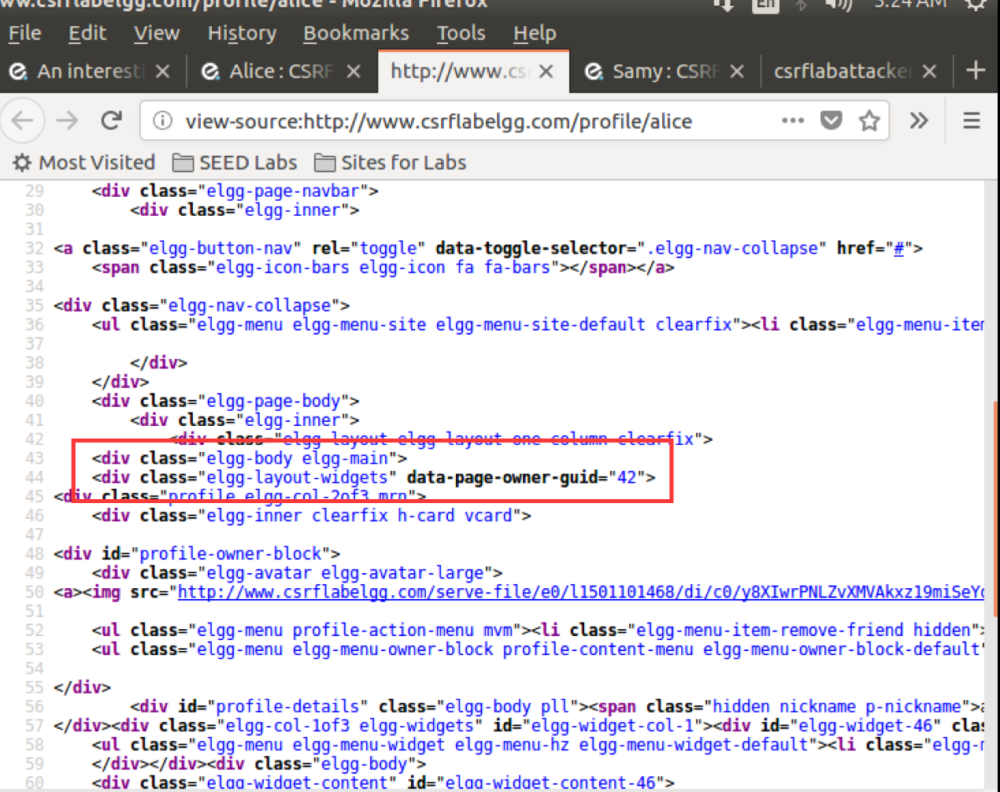 www.csrflabelgg.com/profile/alice - Mozilla Firefox En 5:24 AM
File Edit View History Bookmarks Tools Help
An interesti Alice : CSRF http://www.cs Samy : CSRF csrflabattacker
view-source:http://www.csrflabelgg.com/profile/alice
Most Visited SEED Labs Sites for Labs
29 <div class="elgg-page-navbar">
30 <div class="elgg-inner">
31
32 <a class="elgg-button-nav" rel="toggle" data-toggle-selector=".elgg-nav-collapse" href="#">
33 <span class="elgg-icon-bars elgg-icon fa fa-bars"></span></a>
34
35 <div class="elgg-nav-collapse">
36 <ul class="elgg-menu elgg-menu-site elgg-menu-site-default clearfix"><li class="elgg-menu-item
37
38 </div>
39 </div>
40 <div class="elgg-page-body">
41 <div class="elgg-inner">
42 <div class="elgg-layout elgg-layout-one-column clearfix">
43 <div class="elgg-body elgg-main">
44 <div class="elgg-layout-widgets" data-page-owner-guid="42">
45 <div class="profile elgg-col-2of3 mrn">
46 <div class="elgg-inner clearfix h-card vcard">
47
48 <div id="profile-owner-block">
49 <div class="elgg-avatar elgg-avatar-large">
50 <a><img src="http://www.csrflabelgg.com/serve-file/e0/l1501101468/di/c0/y8XIwrPNLZvXMVAkxz19miSeYo
51
52 <ul class="elgg-menu profile-action-menu mvm"><li class="elgg-menu-item-remove-friend hidden">
53 <ul class="elgg-menu elgg-menu-owner-block profile-content-menu elgg-menu-owner-block-default"
54
55 </div>
56 <div id="profile-details" class="elgg-body pll"><span class="hidden nickname p-nickname">a
57 </div><div class="elgg-col-1of3 elgg-widgets" id="elgg-widget-col-1"><div id="elgg-widget-46" clas
58 <ul class="elgg-menu elgg-menu-widget elgg-menu-hz elgg-menu-widget-default"><li class="elgg-m
59 </div></div><div class="elgg-body">
60 <div class="elgg-widget-content" id="elgg-widget-content-46">